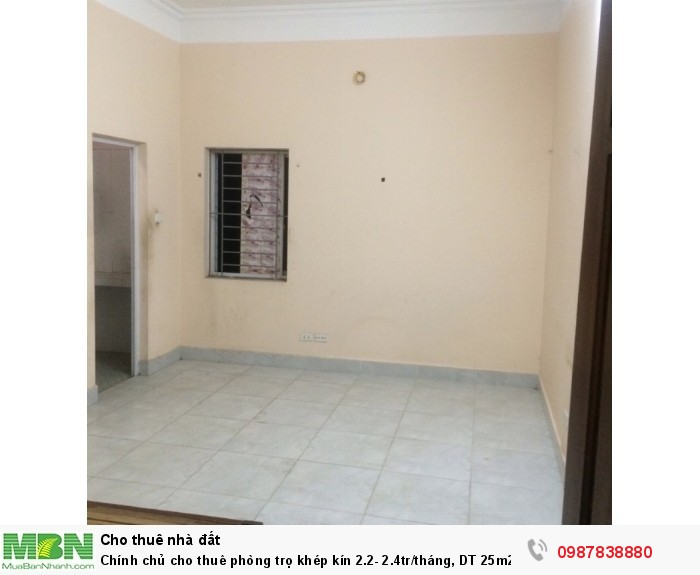 Cho thuê nhà đất
MBN
MuaBanNhanh.com
Chính chủ cho thuê phòng trọ khép kín 2.2- 2.4tr/tháng, DT 25m2
0987838880